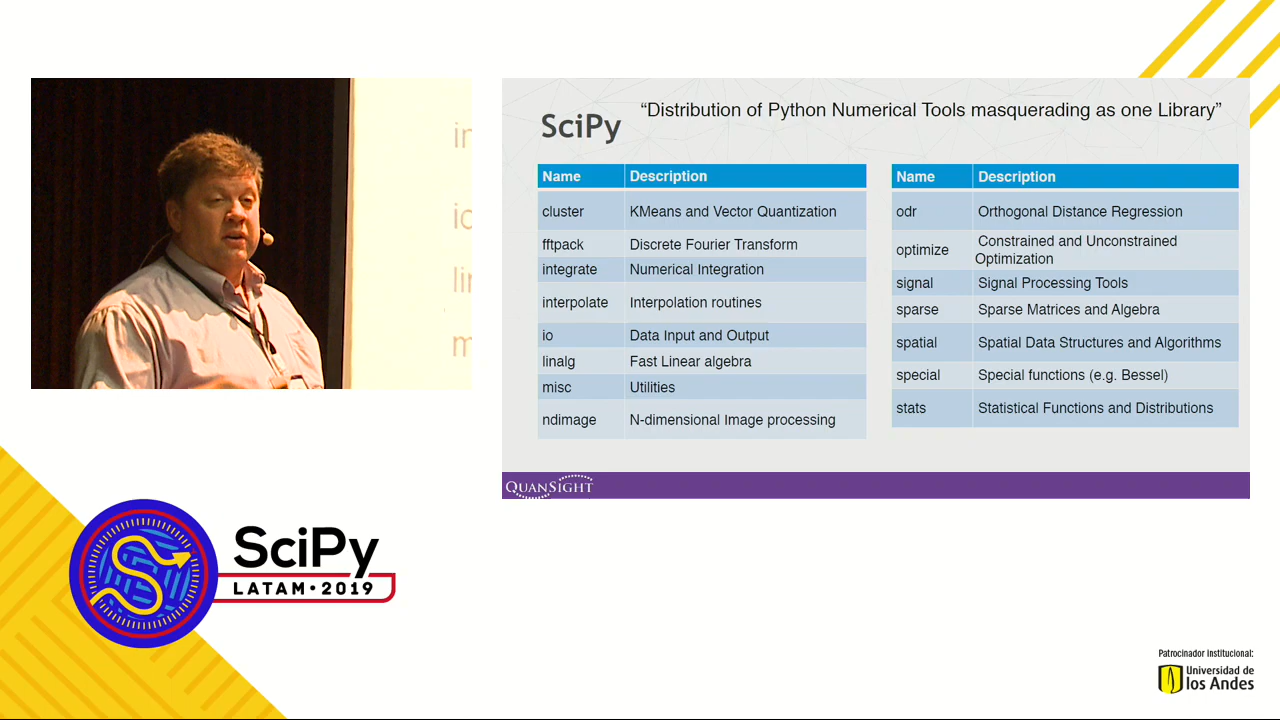 in
io
lin
m
“Distribution of Python Numerical Tools masquerading as one Library”
SciPy
Name Description
cluster KMeans and Vector Quantization
fftpack Discrete Fourier Transform
integrate Numerical Integration
interpolate Interpolation routines
io Data Input and Output
linalg Fast Linear algebra
misc Utilities
ndimage N-dimensional Image processing
Name Description
odr Orthogonal Distance Regression
optimize Constrained and Unconstrained
Optimization
signal Signal Processing Tools
sparse Sparse Matrices and Algebra
spatial Spatial Data Structures and Algorithms
special Special functions (e.g. Bessel)
stats Statistical Functions and Distributions
QUANSIGHT
SciPy
LATAM•2019
Patrocinador institucional:
Universidad de
los Andes